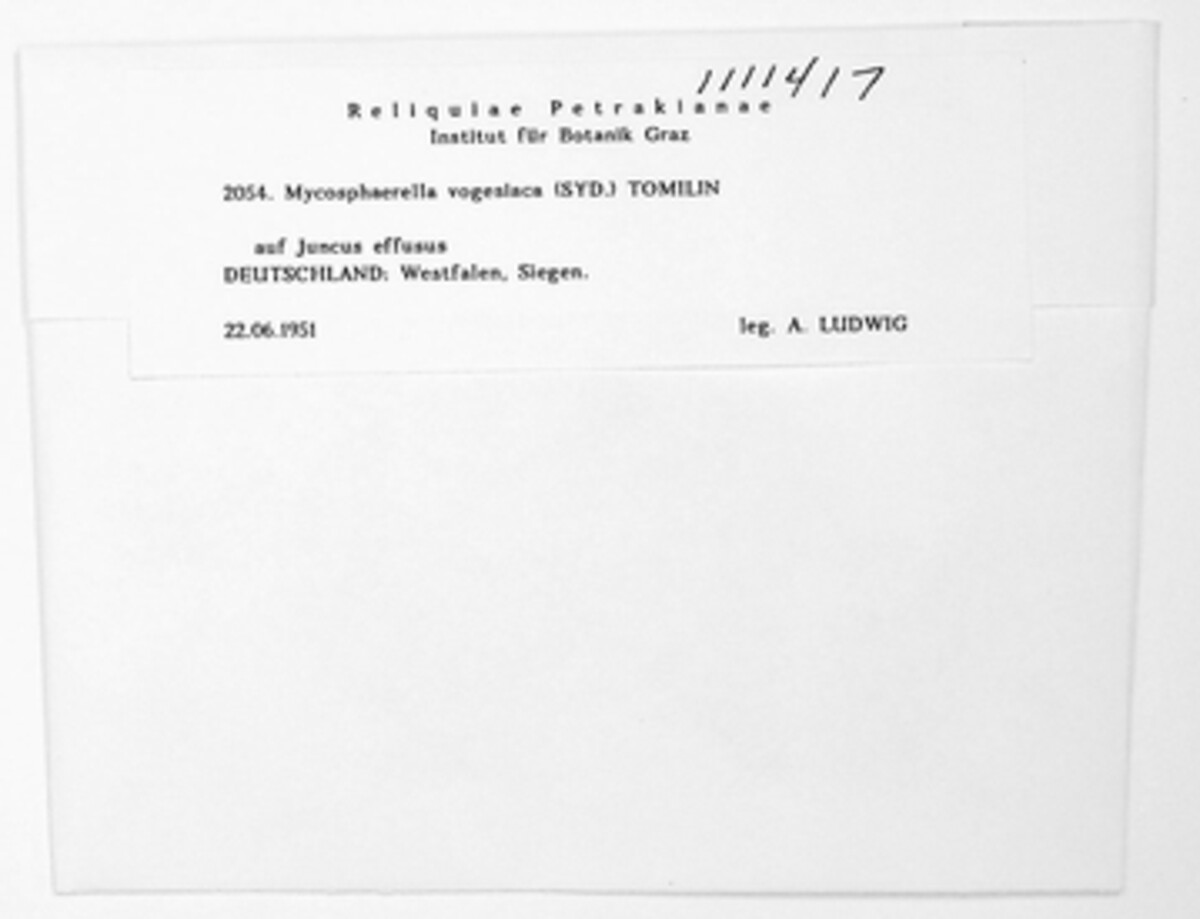 1111417
Reliquiae Petrakianae
Institut für Botanik Graz
2054. Mycosphaerella vogesiaca (SYD.) TOMILIN
auf Juncus effusus
DEUTSCHLAND: Westfalen, Siegen.
22.06.1951 leg. A. LUDWIG